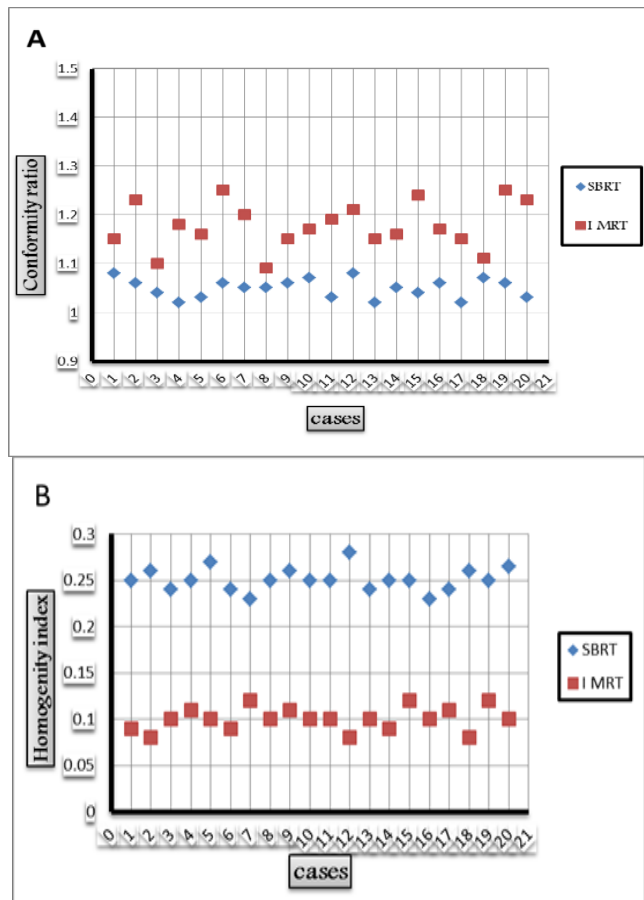 A
1.5
1.4
1.3
1.2
1.1
1
0.9
Conformity ratio
0 1 2 3 4 5 6 7 8 9 10 11 12 13 14 15 16 17 18 19 20 21
cases
SBRT
I MRT
B
0.3
0.25
0.2
0.15
0.1
0.05
0
Homogenity index
0 1 2 3 4 5 6 7 8 9 10 11 12 13 14 15 16 17 18 19 20 21
cases
SBRT
I MRT